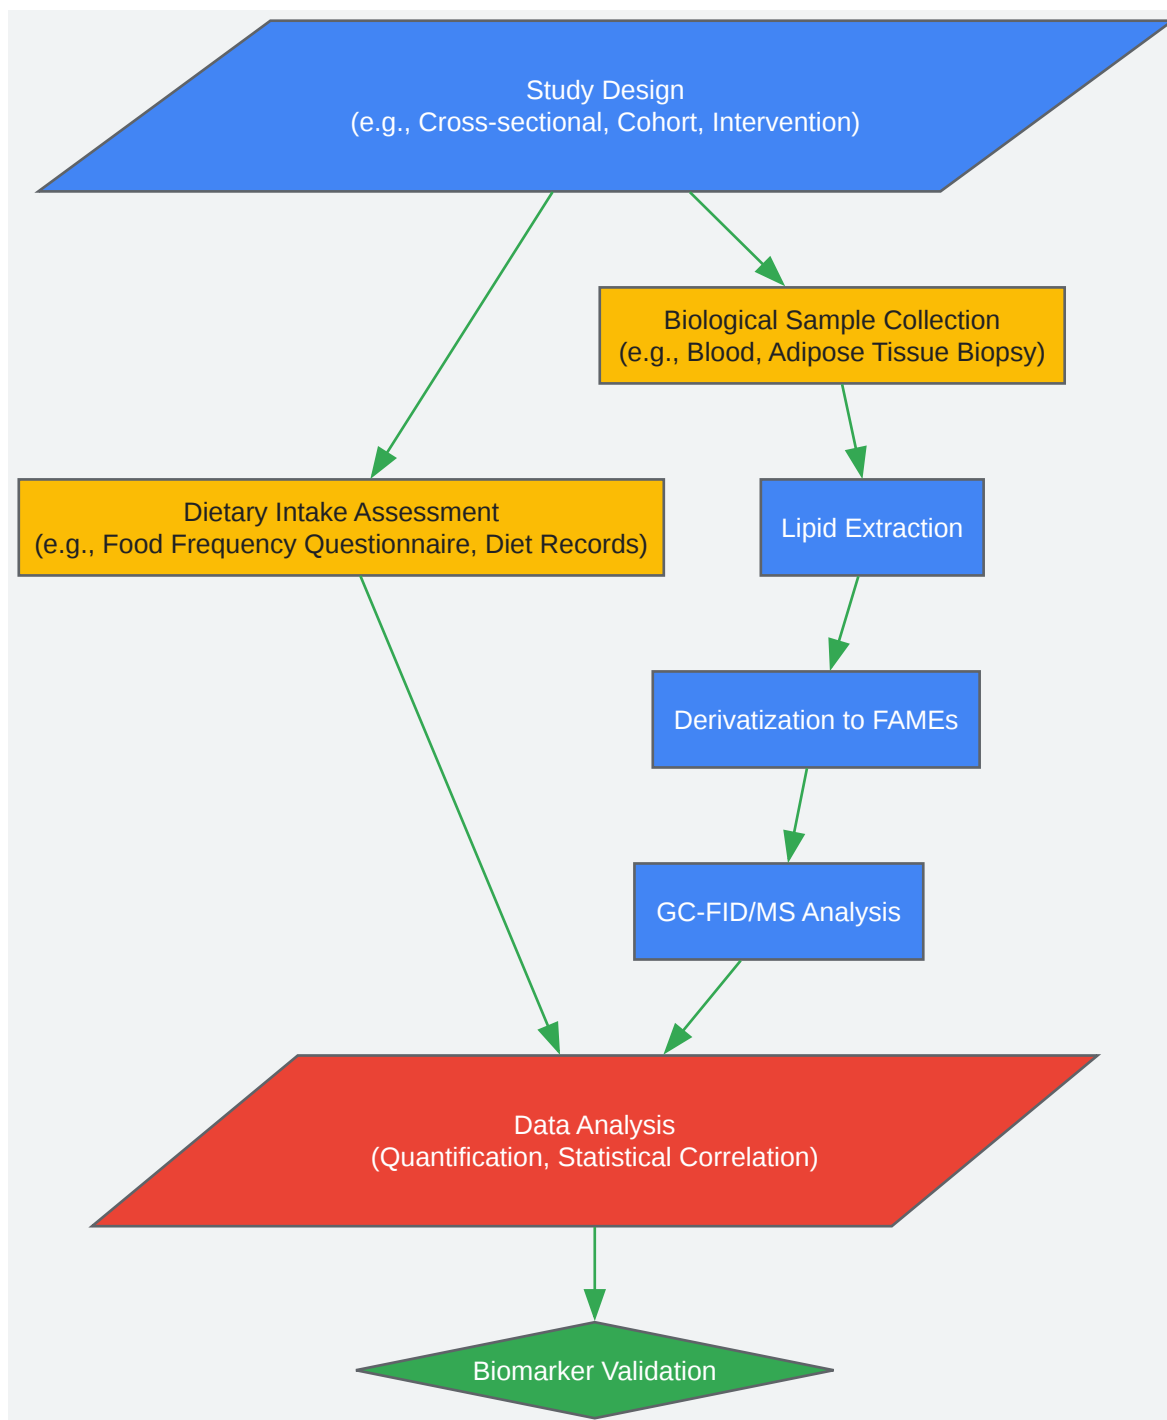 Study Design
(e.g., Cross-sectional, Cohort, Intervention)
Biological Sample Collection
(e.g., Blood, Adipose Tissue Biopsy)
Dietary Intake Assessment
(e.g., Food Frequency Questionnaire, Diet Records)
Lipid Extraction
Derivatization to FAMEs
GC-FID/MS Analysis
Data Analysis
(Quantification, Statistical Correlation)
Biomarker Validation